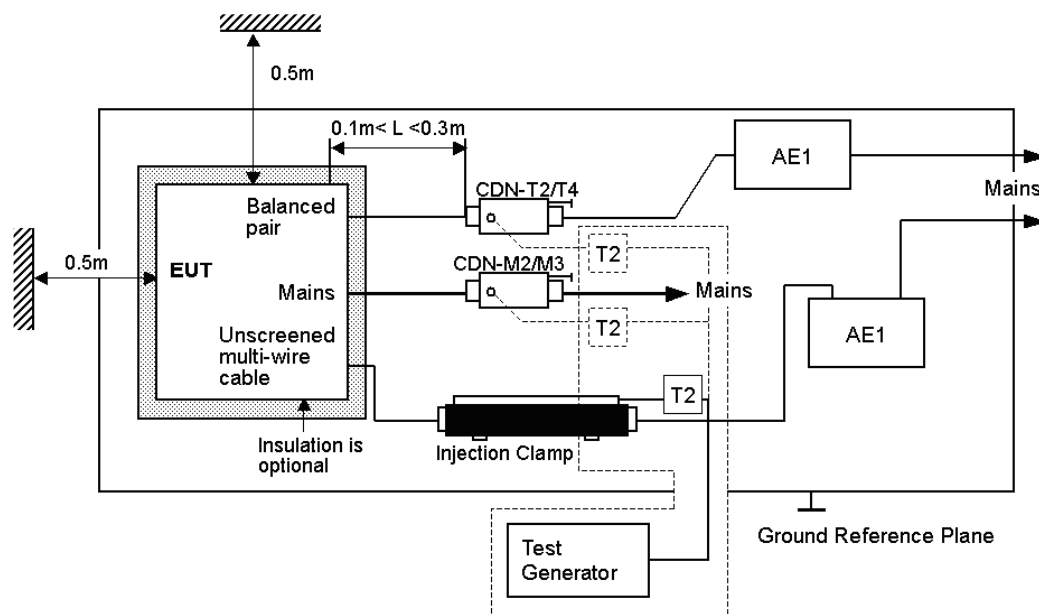 0.5m
0.1m< L <0.3m
AE1
Mains
CDN-T2/T4
Balanced
pair
T2
0.5m
EUT
CDN-M2/M3
Mains
Mains
T2
AE1
Unscreened
multi-wire
cable
T2
Insulation is
optional
Injection Clamp
Test
Generator
Ground Reference Plane